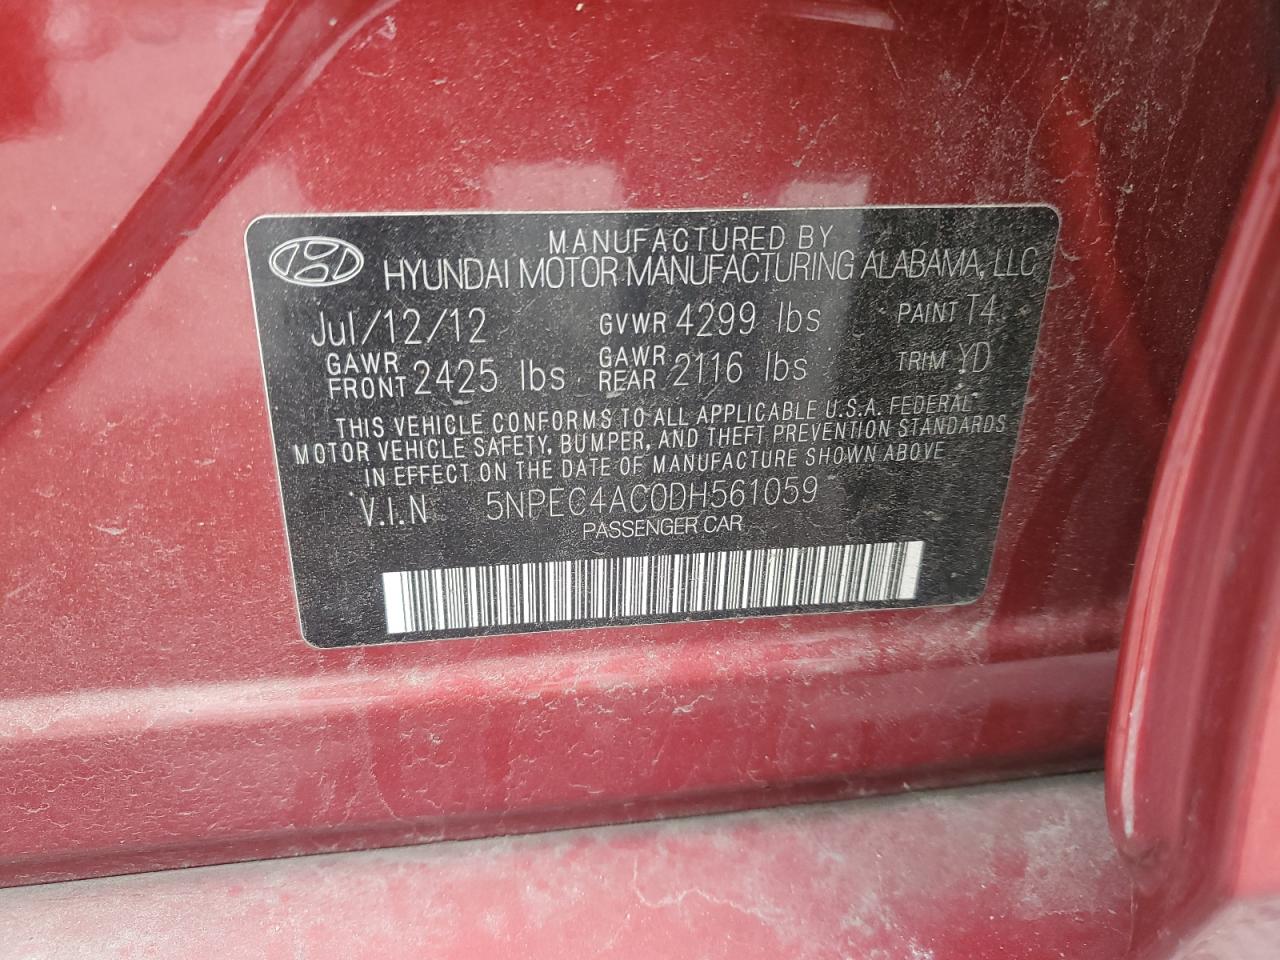 MANUFACTURED BY
HYUNDAI MOTOR MANUFACTURING ALABAMA, LLC
Jul/12/12 GVWR 4299 lbs PAINT T4
GAWR FRONT 2425 lbs GAWR REAR 2116 lbs TRIM YD
THIS VEHICLE CONFORMS TO ALL APPLICABLE U.S.A. FEDERAL
MOTOR VEHICLE SAFETY, BUMPER, AND THEFT PREVENTION STANDARDS
IN EFFECT ON THE DATE OF MANUFACTURE SHOWN ABOVE
V.I.N 5NPEC4AC0DH561059
PASSENGER CAR